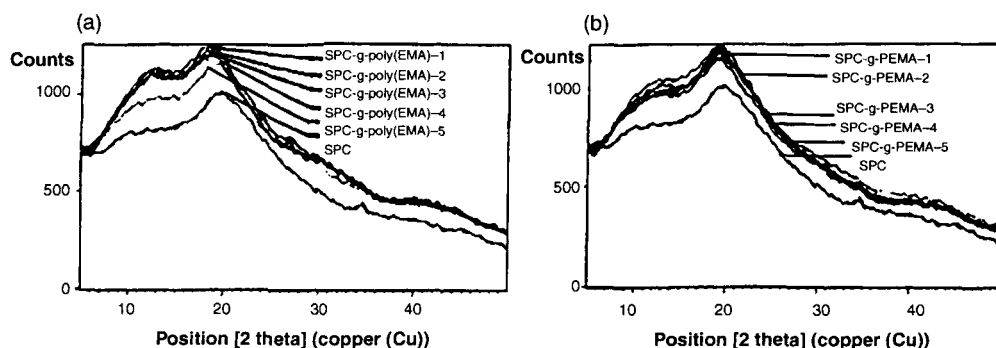 (a)
Counts
1000
500
0
10
20
30
40
SPC-g-poly(EMA)–1
SPC-g-poly(EMA)–2
SPC-g-poly(EMA)–3
SPC-g-poly(EMA)–4
SPC-g-poly(EMA)–5
SPC
Position [2 theta] (copper (Cu))
(b)
Counts
1000
500
0
10
20
30
40
SPC-g-PEMA–1
SPC-g-PEMA–2
SPC-g-PEMA–3
SPC-g-PEMA–4
SPC-g-PEMA–5
SPC
Position [2 theta] (copper (Cu))